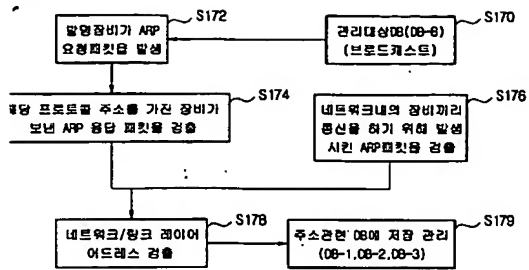 S172
발명장비가 ARP
요청패킷을 발생
S170
관리대상DB(DB-8)
(브로드캐스트)
S174
해당 프로토콜 주소를 가진 장비가
보낸 ARP 응답 패킷을 검출
S176
네트워크내의 장비끼리
통신을 하기 위해 발생
시킨 ARP패킷을 검출
S178
네트워크/링크 레이어
어드레스 검출
S179
주소관련 DB에 저장 관리
(DB-1,DB-2,DB-3)